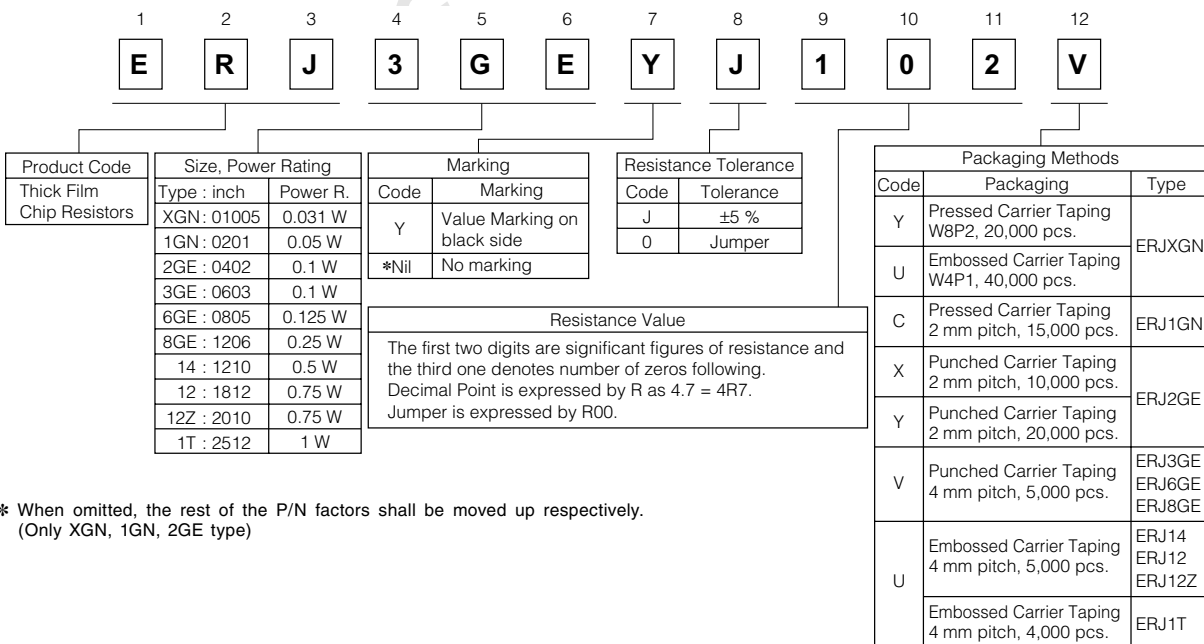 1 2 3 4 5 6 7 8 9 10 11 12
E R J 3 G E Y J 1 0 2 V
Product Code
Thick Film
Chip Resistors
Size, Power Rating
Type : inch Power R.
XGN : 01005 0.031 W
1GN : 0201 0.05 W
2GE : 0402 0.1 W
3GE : 0603 0.1 W
6GE : 0805 0.125 W
8GE : 1206 0.25 W
14 : 1210 0.5 W
12 : 1812 0.75 W
12Z : 2010 0.75 W
1T : 2512 1 W
Marking
Code Marking
Y Value Marking on
black side
*Nil No marking
Resistance Tolerance
Code Tolerance
J ±5 %
0 Jumper
Resistance Value
The first two digits are significant figures of resistance and
the third one denotes number of zeros following.
Decimal Point is expressed by R as 4.7 = 4R7.
Jumper is expressed by R00.
Packaging Methods
Code Packaging Type
Y Pressed Carrier Taping
W8P2, 20,000 pcs.
ERJXGN
U Embossed Carrier Taping
W4P1, 40,000 pcs.
C Pressed Carrier Taping
2 mm pitch, 15,000 pcs.
ERJ1GN
X Punched Carrier Taping
2 mm pitch, 10,000 pcs.
ERJ2GE
Y Punched Carrier Taping
2 mm pitch, 20,000 pcs.
V Punched Carrier Taping
4 mm pitch, 5,000 pcs.
ERJ3GE
ERJ6GE
ERJ8GE
U Embossed Carrier Taping
4 mm pitch, 5,000 pcs.
ERJ14
ERJ12
ERJ12Z
Embossed Carrier Taping
4 mm pitch, 4,000 pcs.
ERJ1T
* When omitted, the rest of the P/N factors shall be moved up respectively.
(Only XGN, 1GN, 2GE type)